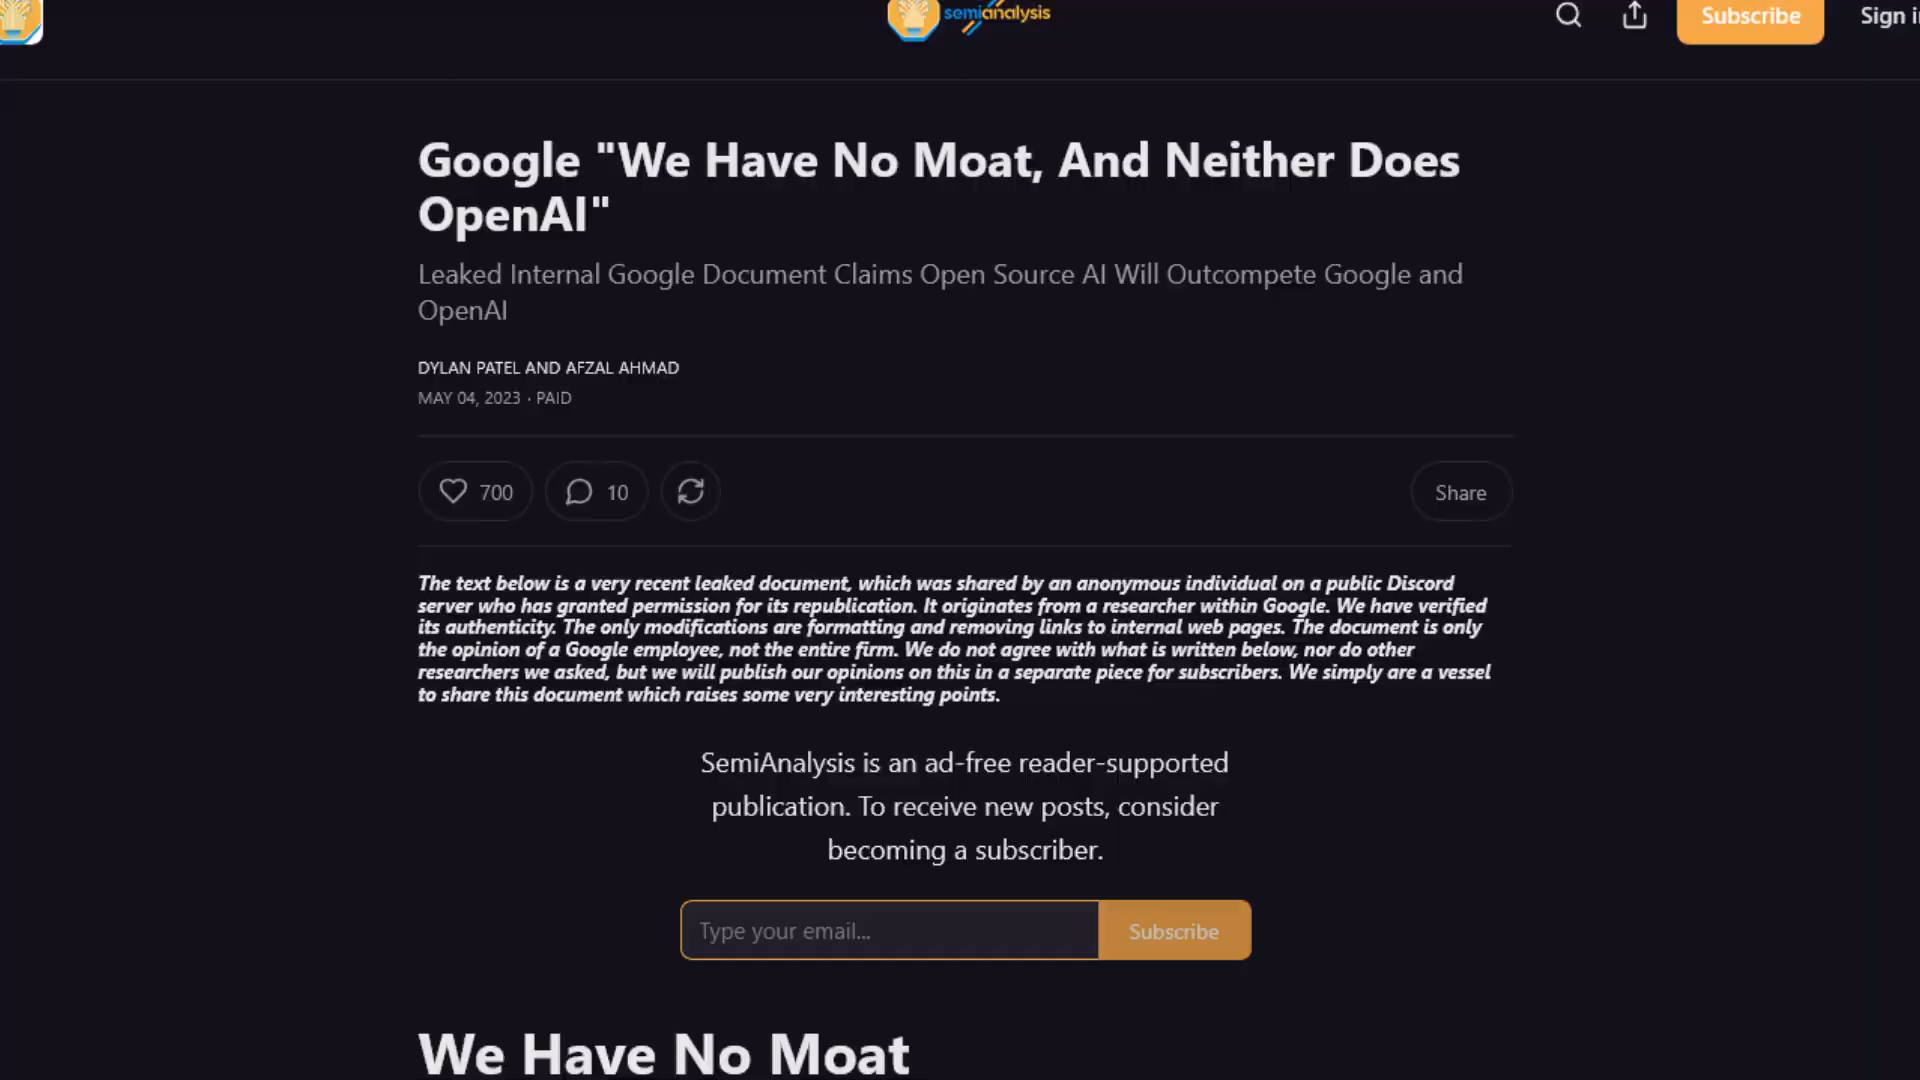 semianalysis
Subscribe
Sign i
Google "We Have No Moat, And Neither Does
OpenAI"
Leaked Internal Google Document Claims Open Source AI Will Outcompete Google and
OpenAI
DYLAN PATEL AND AFZAL AHMAD
MAY 04, 2023 · PAID
700
10
Share
The text below is a very recent leaked document, which was shared by an anonymous individual on a public Discord
server who has granted permission for its republication. It originates from a researcher within Google. We have verified
its authenticity. The only modifications are formatting and removing links to internal web pages. The document is only
the opinion of a Google employee, not the entire firm. We do not agree with what is written below, nor do other
researchers we asked, but we will publish our opinions on this in a separate piece for subscribers. We simply are a vessel
to share this document which raises some very interesting points.
SemiAnalysis is an ad-free reader-supported
publication. To receive new posts, consider
becoming a subscriber.
Type your email...
Subscribe
We Have No Moat